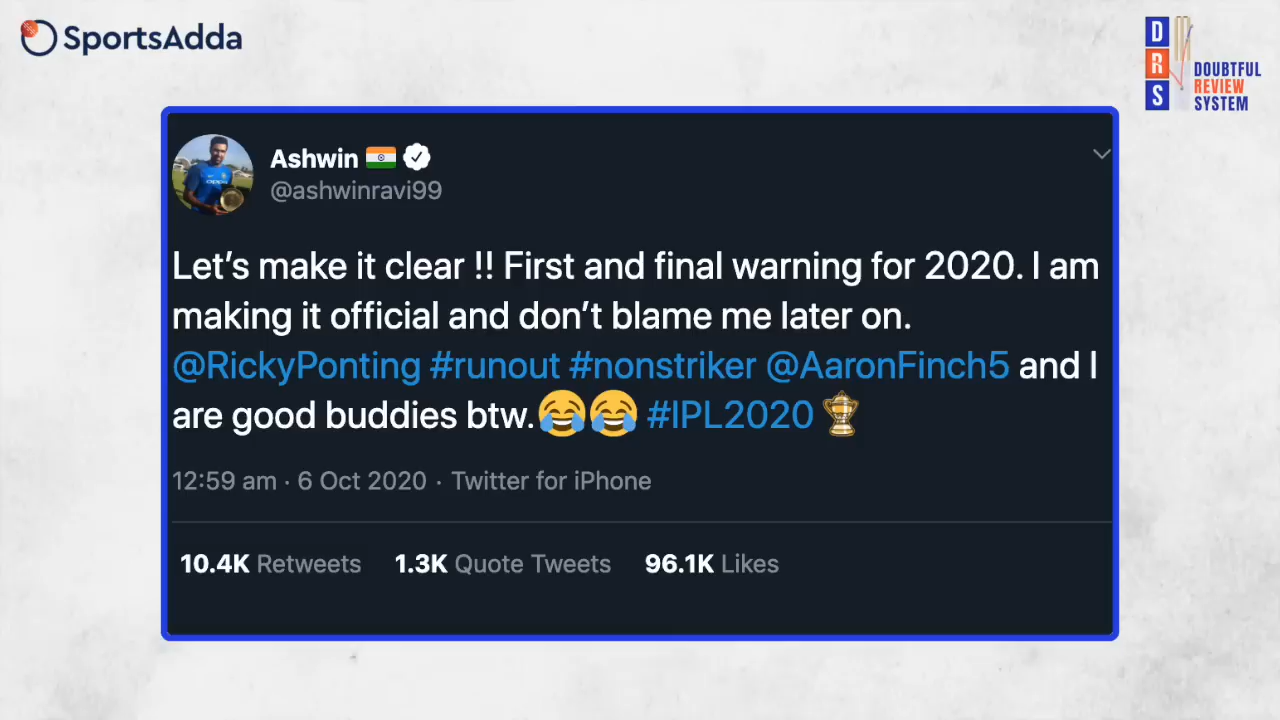 SportsAdda
D
R
S
DOUBTFUL
REVIEW
SYSTEM
Ashwin 🇮🇳
@ashwinravi99
oppo
Let’s make it clear !! First and final warning for 2020. I am
making it official and don’t blame me later on.
@RickyPonting #runout #nonstriker @AaronFinch5 and I
are good buddies btw.😂😂 #IPL2020🏆
12:59 am · 6 Oct 2020 · Twitter for iPhone
10.4K Retweets 1.3K Quote Tweets 96.1K Likes